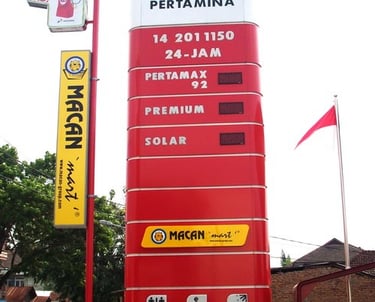 PERTAMINA
14 201 1150
24-JAM
PERTAMAX
92
PREMIUM
SOLAR
MACAN mart'®
MACAN mart'
www.macan-group.com